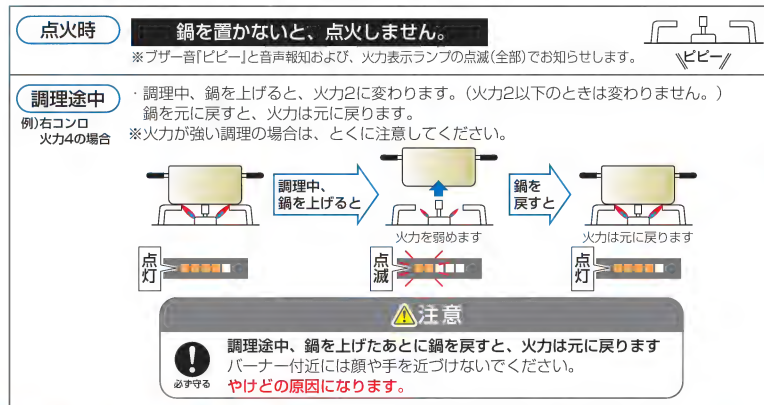 点火時
鍋を置かないと、点火しません。
※ブザー音｢ピピー｣と音声報知および、火力表示ランプの点滅(全部)でお知らせします。
ピピー
調理途中
例)右コンロ
火力4の場合
・調理中、鍋を上げると、火力2に変わります。(火力2以下のときは変わりません。)
鍋を元に戻すと、火力は元に戻ります。
※火力が強い調理の場合は、とくに注意してください。
調理中、
鍋を上げると
鍋を
戻すと
火力を弱めます
火力は元に戻ります
点灯
点滅
点灯
注意
調理途中、鍋を上げたあとに鍋を戻すと、火力は元に戻ります
バーナー付近には顔や手を近づけないでください。
必ず守る
やけどの原因になります。